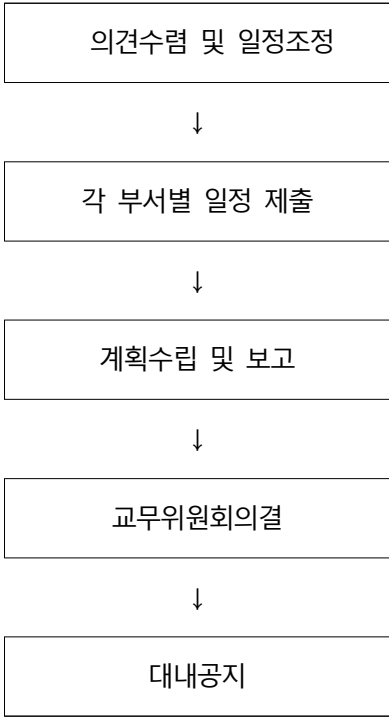 의견수렴 및 일정조정
↓
각 부서별 일정 제출
↓
계획수립 및 보고
↓
교무위원회의결
↓
대내공지